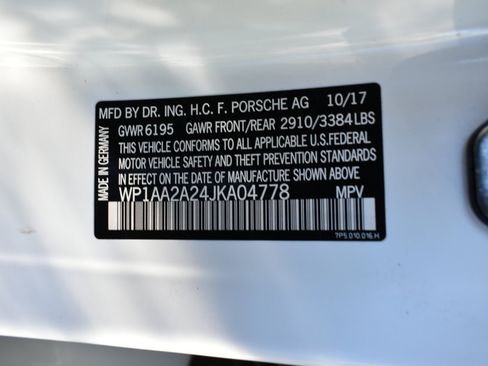 MFD BY DR. ING. H.C. F. PORSCHE AG 10/17
GVWR 6195 GAWR FRONT/REAR 2910/3384LBS
THIS VEHICLE CONFORMS TO ALL APPLICABLE U.S.FEDERAL
MOTOR VEHICLE SAFETY, BUMPER, AND THEFT PREVENTION
STANDARDS IN EFFECT ON THE DATE OF MANUFACTURE SHOWN ABOVE
WP1AA2A24JKA04778 MPV
7P5.010.016.H
MADE IN GERMANY